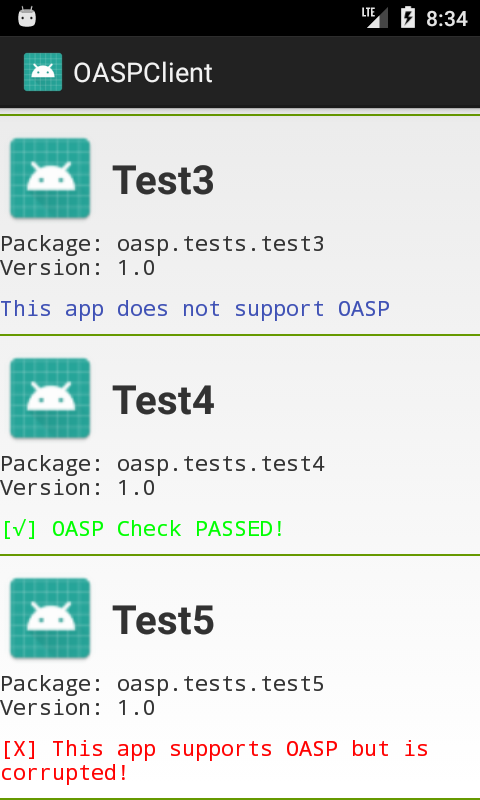 LTE 8:34
OASPClient
Test3
Package: oasp.tests.test3
Version: 1.0
This app does not support OASP
Test4
Package: oasp.tests.test4
Version: 1.0
[√] OASP Check PASSED!
Test5
Package: oasp.tests.test5
Version: 1.0
[X] This app supports OASP but is
corrupted!